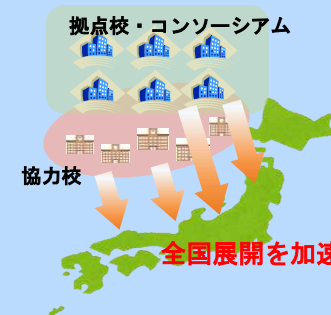 拠点校・コンソーシアム
協力校
全国展開を加速